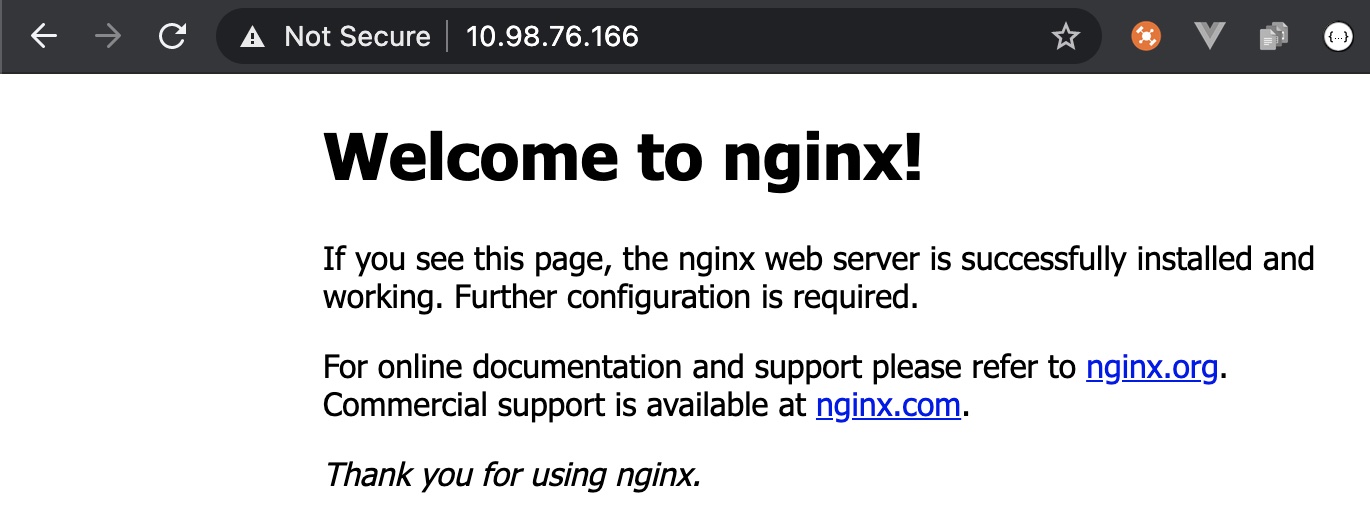 Not Secure 10.98.76.166
{...}
Welcome to nginx!
If you see this page, the nginx web server is successfully installed and
working. Further configuration is required.
For online documentation and support please refer to nginx.org.
Commercial support is available at nginx.com.
Thank you for using nginx.